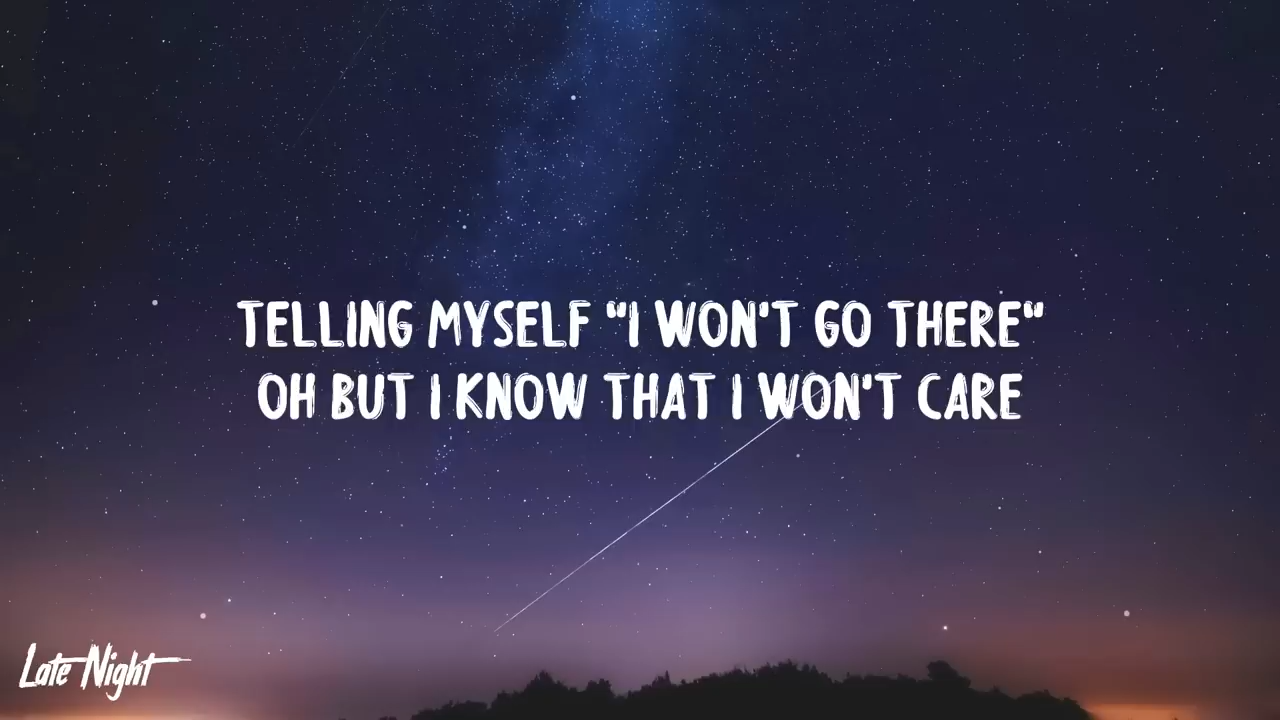 TELLING MYSELF "I WON'T GO THERE"
OH BUT I KNOW THAT I WON'T CARE
Late Night